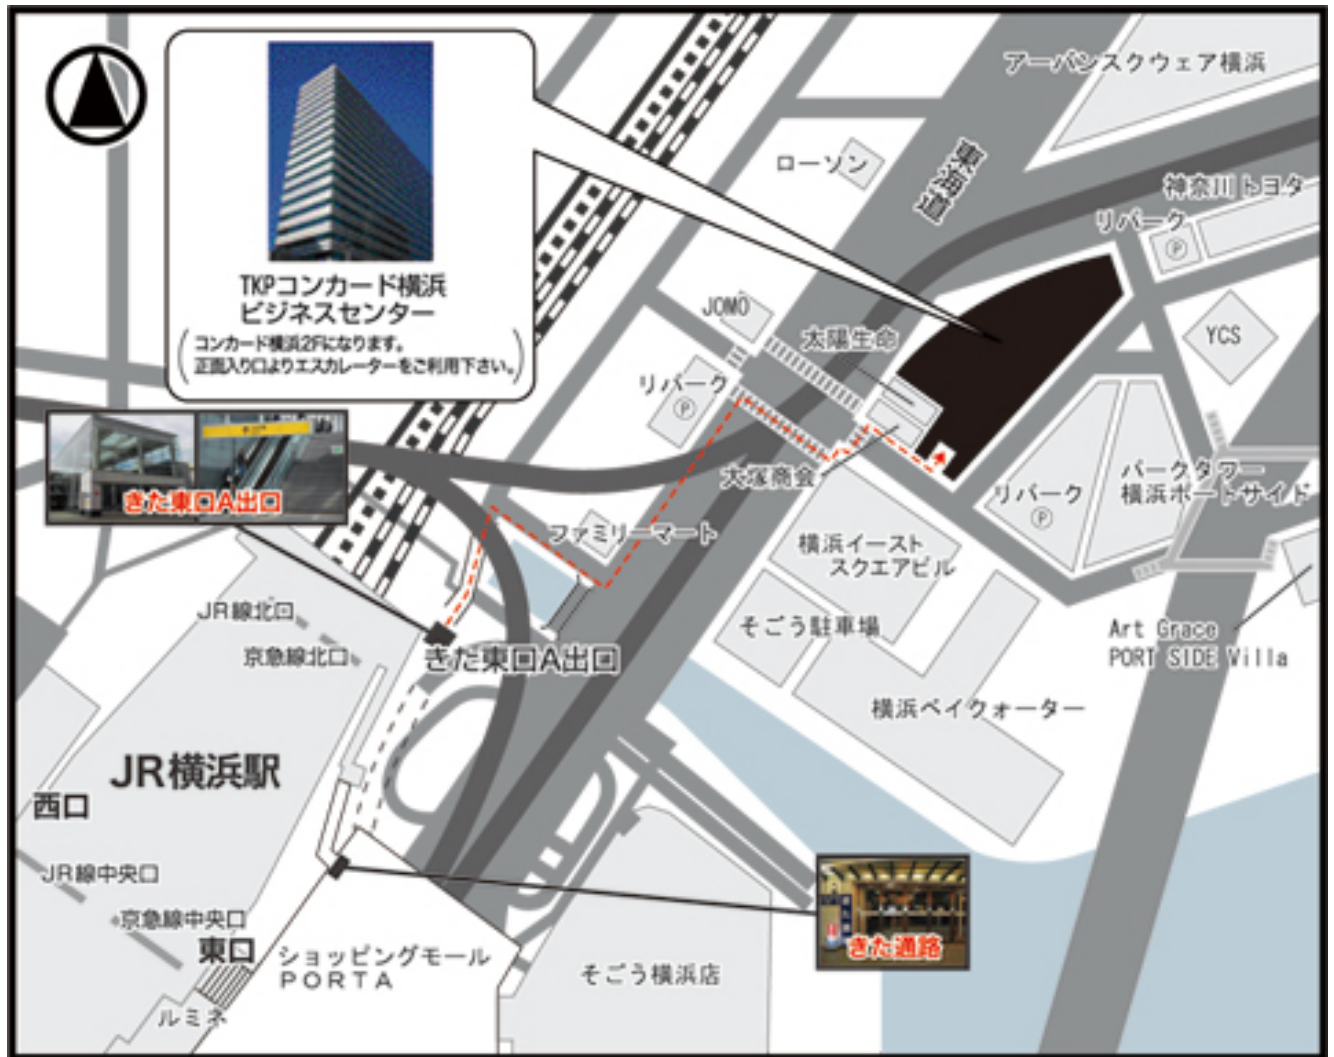 アーバンスクウェア横浜
東海道
ローソン
神奈川トヨタ
リパーク
P
TKPコンカード横浜
ビジネスセンター
コンカード横浜2Fになります。
正面入り口よりエスカレーターをご利用下さい。
JOMO
太陽生命
YCS
リパーク
P
大塚商会
パークタワー
横浜ポートサイド
リパーク
P
きた東口A出口
ファミリーマート
横浜イースト
スクエアビル
JR線北口
そごう駐車場
Art Grace
PORT SIDE Villa
京急線北口
きた東口A出口
横浜ベイクォーター
JR横浜駅
西口
JR線中央口
京急線中央口
東口
きた通路
ショッピングモール
PORTA
そごう横浜店
ルミネ